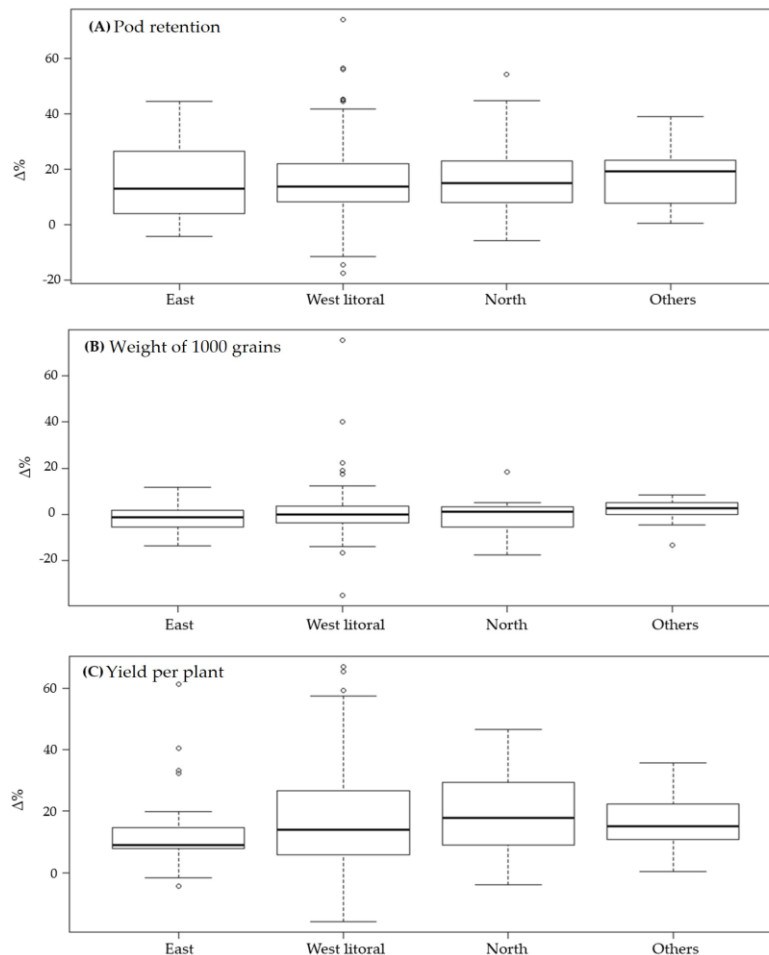 (A) Pod retention
60
40
20
0
-20
Δ%
East West litoral North Others
(B) Weight of 1000 grains
60
40
20
0
-20
Δ%
East West litoral North Others
(C) Yield per plant
60
40
20
0
Δ%
East West litoral North Others